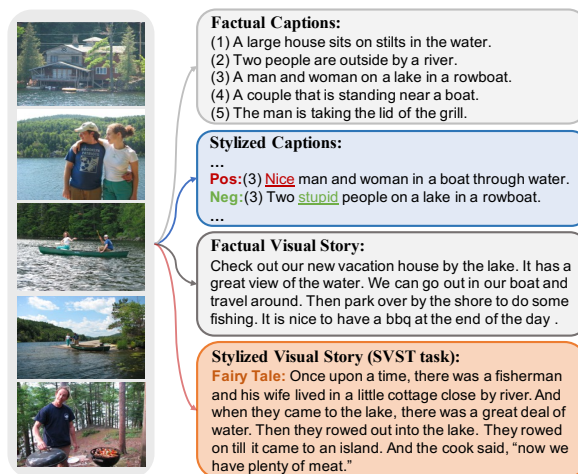 Factual Captions:
(1) A large house sits on stilts in the water.
(2) Two people are outside by a river.
(3) A man and woman on a lake in a rowboat.
(4) A couple that is standing near a boat.
(5) The man is taking the lid of the grill.
Stylized Captions:
...
Pos:(3) Nice man and woman in a boat through water.
Neg:(3) Two stupid people on a lake in a rowboat.
...
Factual Visual Story:
Check out our new vacation house by the lake. It has a
great view of the water. We can go out in our boat and
travel around. Then park over by the shore to do some
fishing. It is nice to have a bbq at the end of the day .
Stylized Visual Story (SVST task):
Fairy Tale: Once upon a time, there was a fisherman
and his wife lived in a little cottage close by river. And
when they came to the lake, there was a great deal of
water. Then they rowed out into the lake. They rowed
on till it came to an island. And the cook said, “now we
have plenty of meat.”